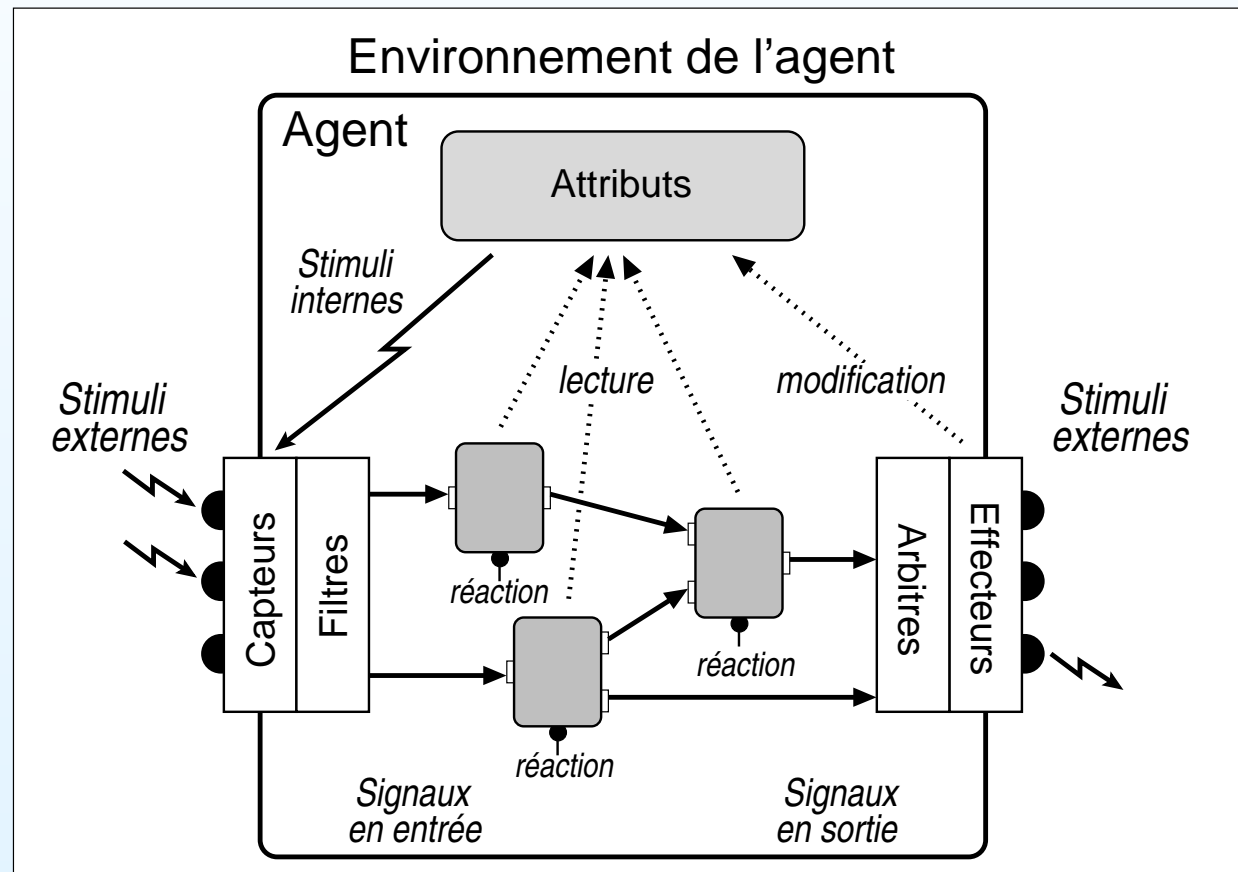 Environnement de l'agent
Agent
Attributs
Stimuli
internes
lecture
modification
Stimuli
externes
Stimuli
externes
Capteurs
Filtres
réaction
réaction
réaction
Arbitres
Effecteurs
Signaux
en entrée
Signaux
en sortie